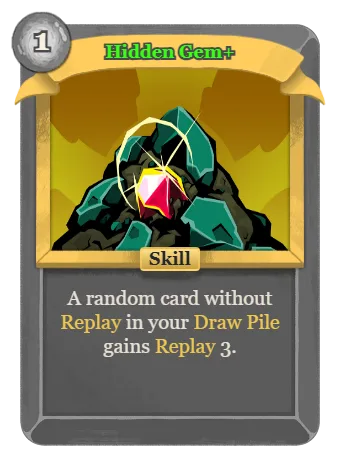 1
Hidden Gem+
Skill
A random card without
Replay in your Draw Pile
gains Replay 3.